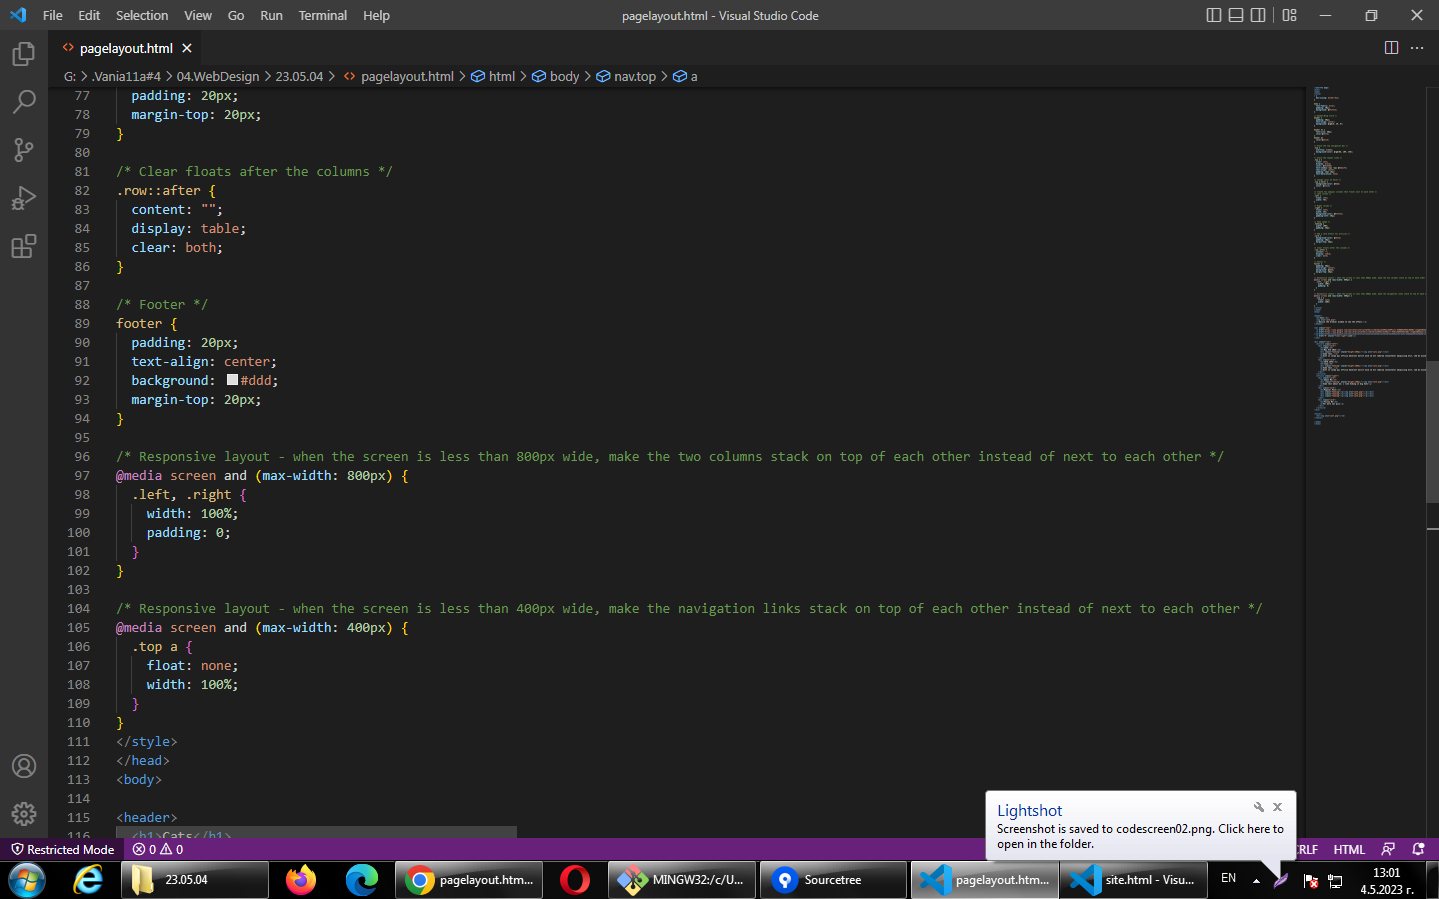 File Edit Selection View Go Run Terminal Help
pagelayout.html - Visual Studio Code
pagelayout.html
G: > .Vania11a#4 > 04.WebDesign > 23.05.04 > pagelayout.html > html > body > nav.top > a
77 padding: 20px;
78 margin-top: 20px;
79 }
80
81 /* Clear floats after the columns */
82 .row::after {
83 content: "";
84 display: table;
85 clear: both;
86 }
87
88 /* Footer */
89 footer {
90 padding: 20px;
91 text-align: center;
92 background: #ddd;
93 margin-top: 20px;
94 }
95
96 /* Responsive layout - when the screen is less than 800px wide, make the two columns stack on top of each other instead of next to each other */
97 @media screen and (max-width: 800px) {
98 .left, .right {
99 width: 100%;
100 padding: 0;
101 }
102 }
103
104 /* Responsive layout - when the screen is less than 400px wide, make the navigation links stack on top of each other instead of next to each other */
105 @media screen and (max-width: 400px) {
106 .top a {
107 float: none;
108 width: 100%;
109 }
110 }
111 </style>
112 </head>
113 <body>
114
115 <header>
116 <h1>Cats</h1>
Lightshot
Screenshot is saved to codescreen02.png. Click here to
open in the folder.
Restricted Mode 0 0 CRLF HTML
23.05.04
pagelayout.htm...
MINGW32:/c/U...
Sourcetree
pagelayout.htm...
site.html - Visu...
EN
13:01
4.5.2023 г.